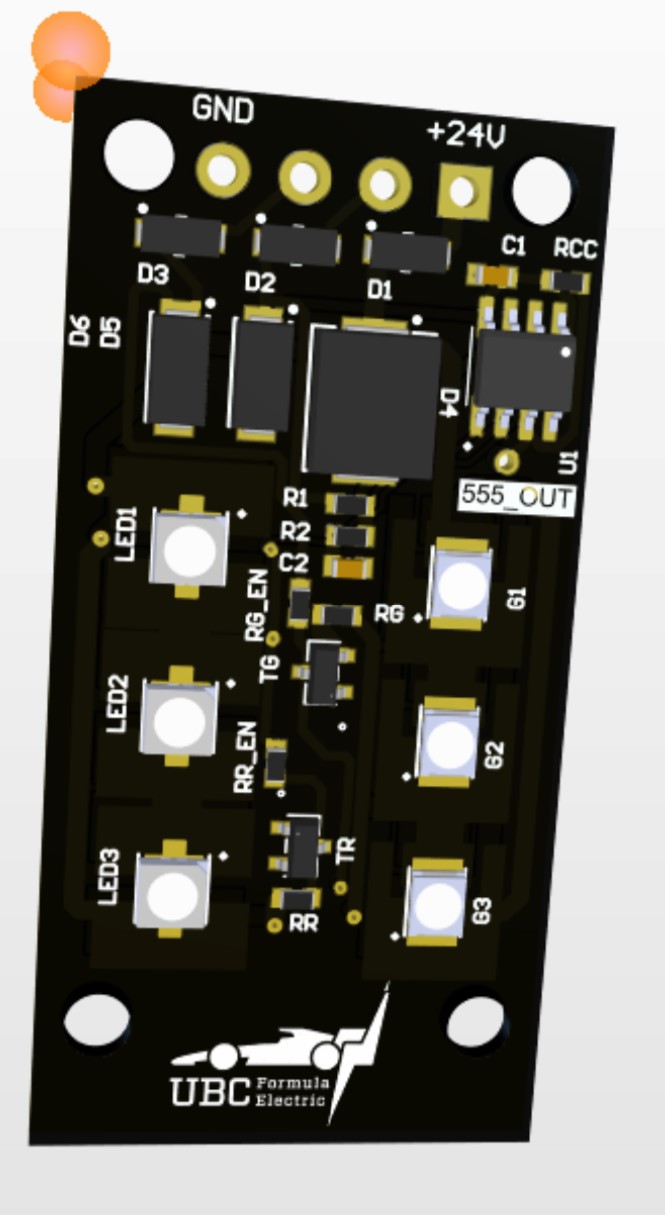 GND
+24V
C1
RCC
D3
D2
D1
D6
D5
D4
U1
555_OUT
R1
R2
C2
LED1
RG_EN
RG
G1
TG
LED2
G2
RR_EN
TR
LED3
G3
RR
UBC Formula
Electric